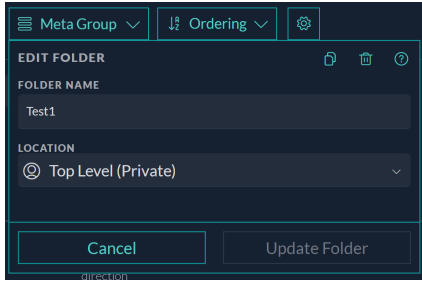 Meta Group Ordering
EDIT FOLDER
FOLDER NAME
Test1
LOCATION
Top Level (Private)
Cancel Update Folder
direction